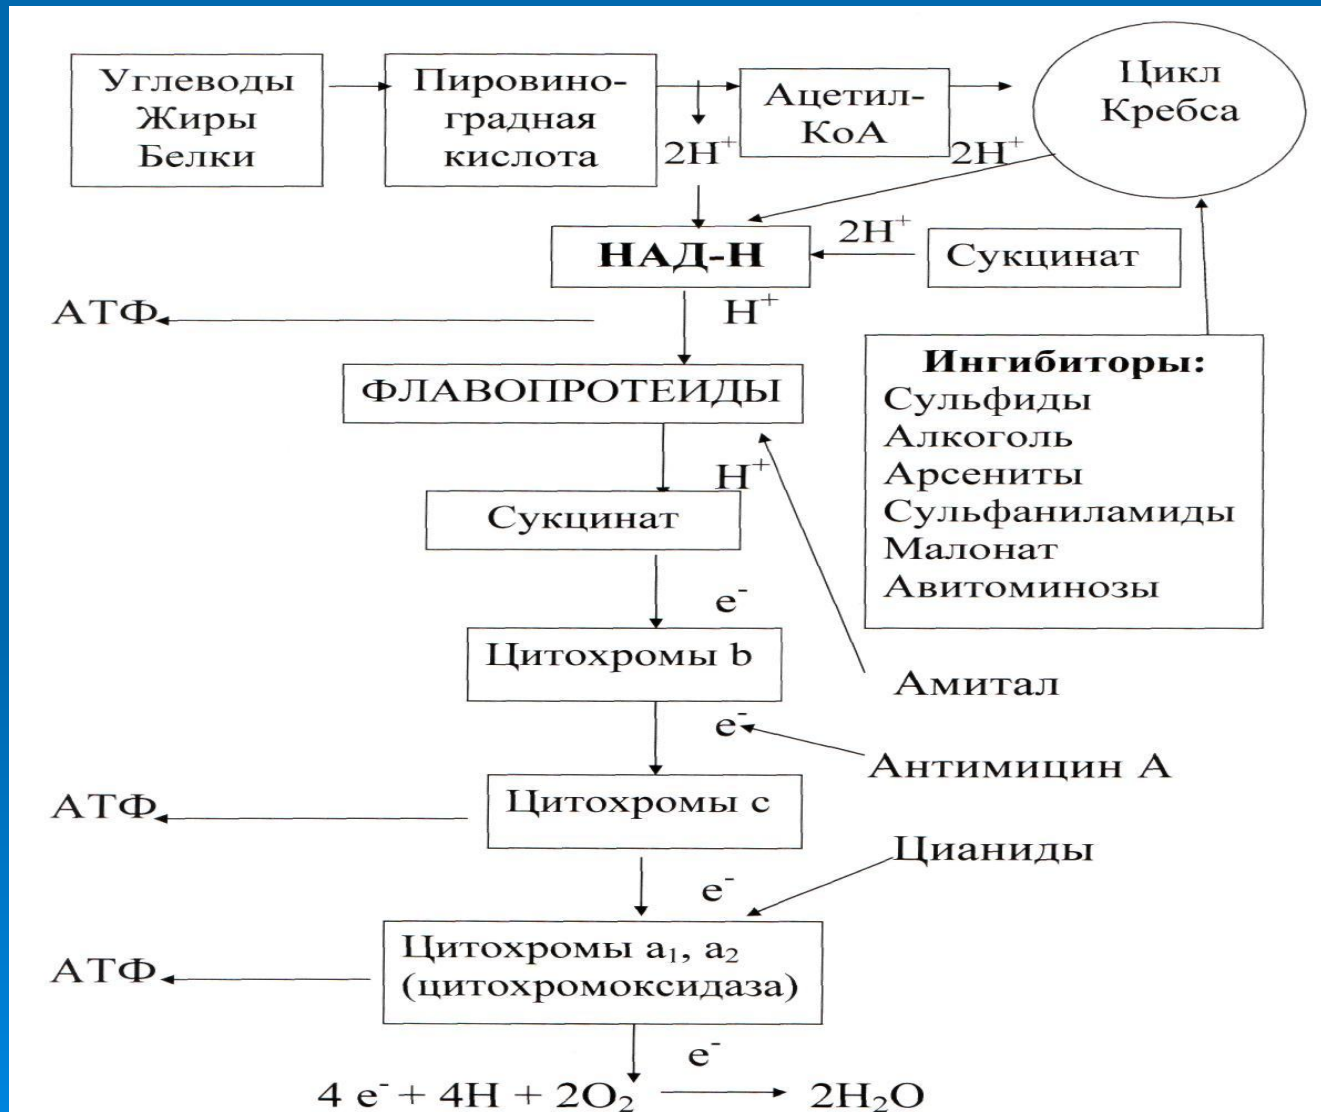 Углеводы
Жиры
Белки
Пировино-
градная
кислота
2H⁺
Ацетил-
КоА
2H⁺
Цикл
Кребса
НАД-Н
2H⁺
Сукцинат
АТФ
H⁺
ФЛАВОПРОТЕИДЫ
Ингибиторы:
Сульфиды
Алкоголь
Арсениты
Сульфаниламиды
Малонат
Авитоминозы
H⁺
Сукцинат
e⁻
Цитохромы b
Амитал
e⁻
Антимицин А
АТФ
Цитохромы c
Цианиды
e⁻
АТФ
Цитохромы a₁, a₂
(цитохромоксидаза)
e⁻
4 e⁻ + 4H + 2O₂ → 2H₂O